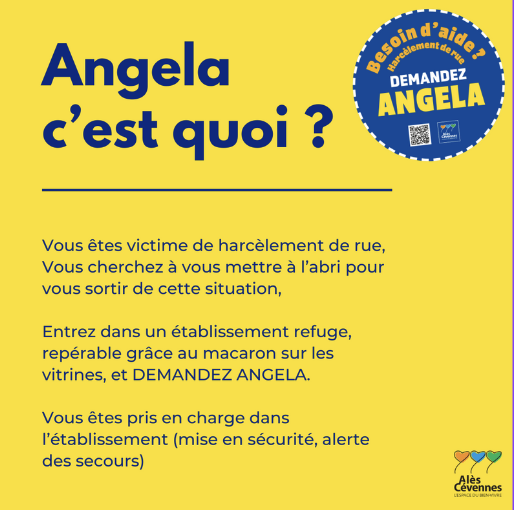 Angela
c’est quoi ?
Besoin d’aide ?
Harcèlement de rue
DEMANDEZ
ANGELA
Alès
Cévennes
Vous êtes victime de harcèlement de rue,
Vous cherchez à vous mettre à l’abri pour
vous sortir de cette situation,
Entrez dans un établissement refuge,
repérable grâce au macaron sur les
vitrines, et DEMANDEZ ANGELA.
Vous êtes pris en charge dans
l’établissement (mise en sécurité, alerte
des secours)
Alès
Cévennes
L’ESPACE DU BIEN-VIVRE